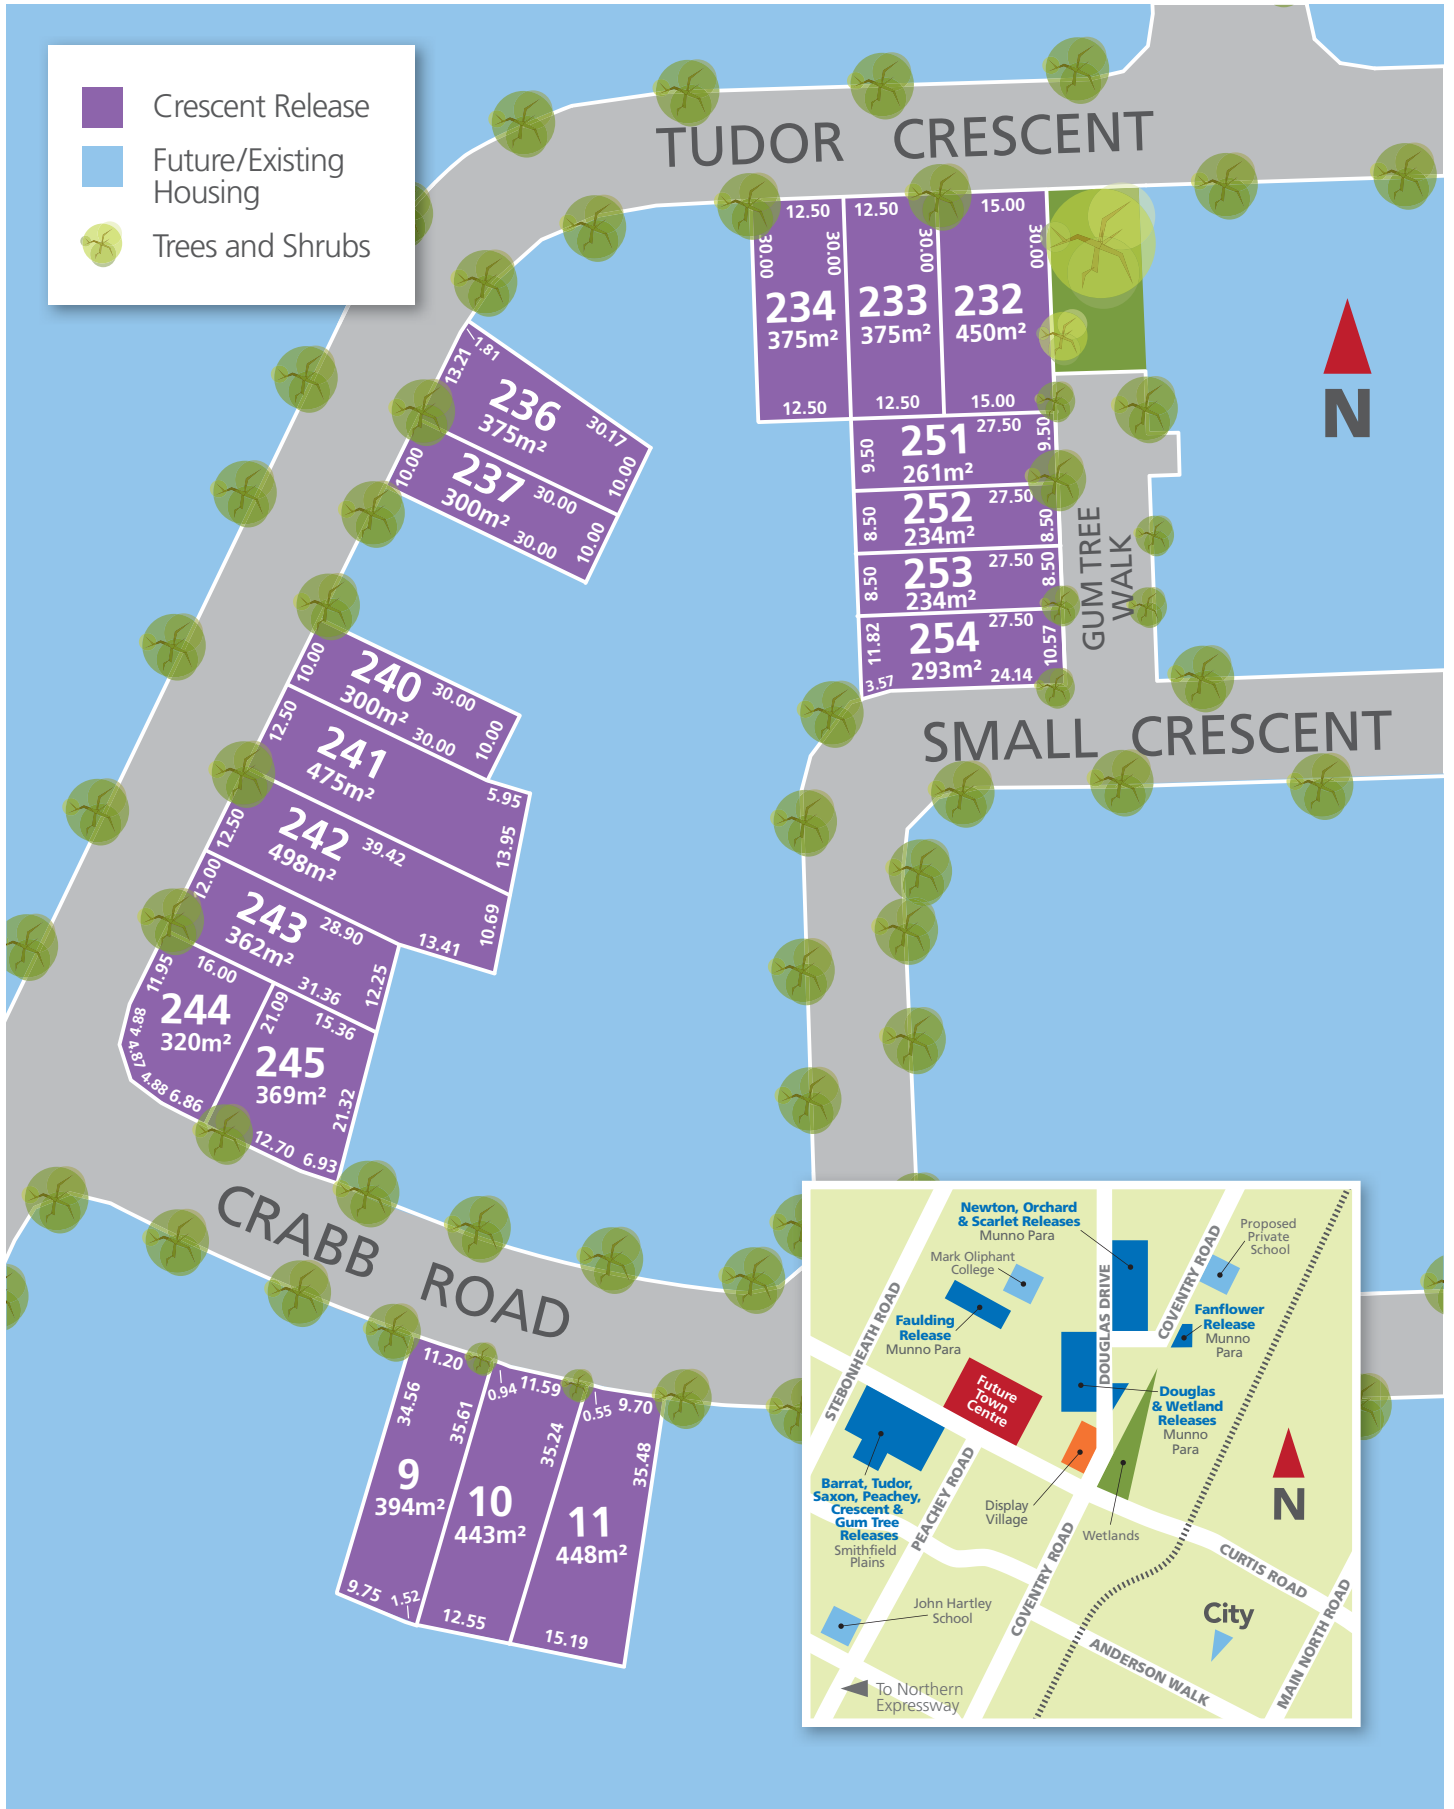 Crescent Release
Future/Existing
Housing
Trees and Shrubs
TUDOR CRESCENT
12.50
12.50
15.00
30.00
30.00
30.00
30.00
234
375m²
233
375m²
232
450m²
12.50
12.50
15.00
N
1.81
13.21
236
375m²
30.17
10.00
10.00
237
300m²
30.00
30.00
10.00
251
27.50
9.50
9.50
261m²
252
27.50
8.50
8.50
234m²
253
27.50
8.50
8.50
234m²
254
27.50
11.82
10.57
293m²
24.14
3.57
GUM TREE
WALK
SMALL CRESCENT
10.00
240
300m²
30.00
30.00
10.00
12.50
241
475m²
5.95
13.95
12.50
242
498m²
39.42
10.69
13.41
12.00
243
362m²
28.90
31.36
12.25
11.95
16.00
244
320m²
4.88
4.87
4.88
6.86
21.09
15.36
245
369m²
21.32
12.70
6.93
CRABB ROAD
11.20
34.56
35.61
9
394m²
9.75
1.52
0.94
11.59
35.24
10
443m²
12.55
0.55
9.70
35.48
11
448m²
15.19
Newton, Orchard
& Scarlet Releases
Munno Para
Mark Oliphant
College
Proposed
Private
School
Faulding
Release
Munno Para
Fanflower
Release
Munno
Para
STEBONHEATH ROAD
DOUGLAS DRIVE
COVENTRY ROAD
Future
Town
Centre
Douglas
& Wetland
Releases
Munno
Para
Barrat, Tudor,
Saxon, Peachey,
Crescent &
Gum Tree
Releases
Smithfield
Plains
PEACHEY ROAD
Display
Village
Wetlands
N
COVENTRY ROAD
CURTIS ROAD
John Hartley
School
City
ANDERSON WALK
MAIN NORTH ROAD
To Northern
Expressway